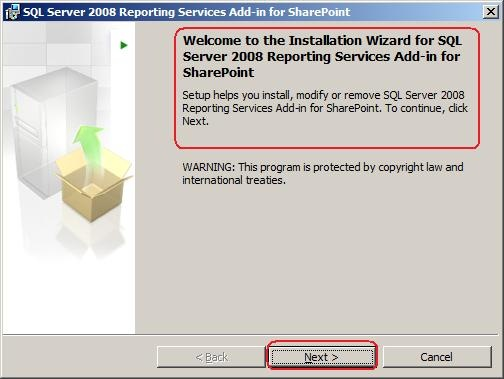 SQL Server 2008 Reporting Services Add-in for SharePoint
Welcome to the Installation Wizard for SQL
Server 2008 Reporting Services Add-in for
SharePoint
Setup helps you install, modify or remove SQL Server 2008
Reporting Services Add-in for SharePoint. To continue, click
Next.
WARNING: This program is protected by copyright law and
international treaties.
< Back
Next >
Cancel